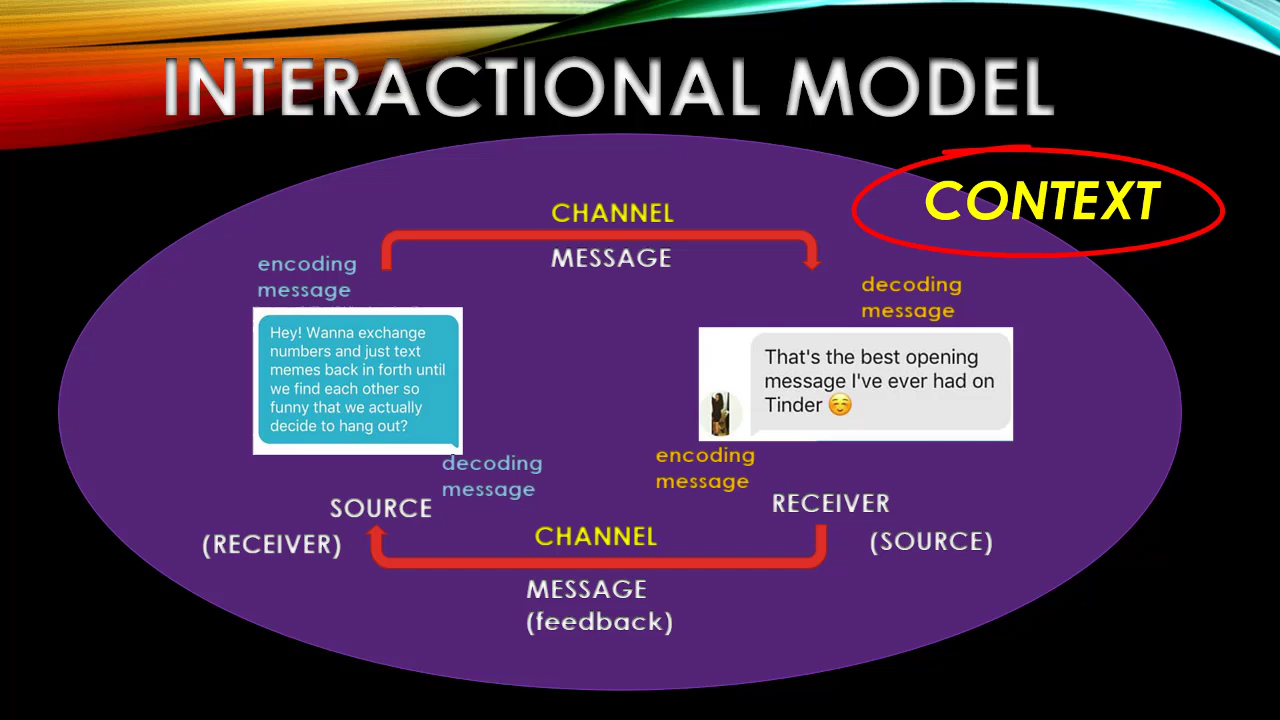 INTERACTIONAL MODEL
CONTEXT
CHANNEL
MESSAGE
encoding
message
Hey! Wanna exchange
numbers and just text
memes back in forth until
we find each other so
funny that we actually
decide to hang out?
decoding
message
That's the best opening
message I've ever had on
Tinder ☺️
decoding
message
encoding
message
SOURCE
(RECEIVER)
RECEIVER
(SOURCE)
CHANNEL
MESSAGE
(feedback)